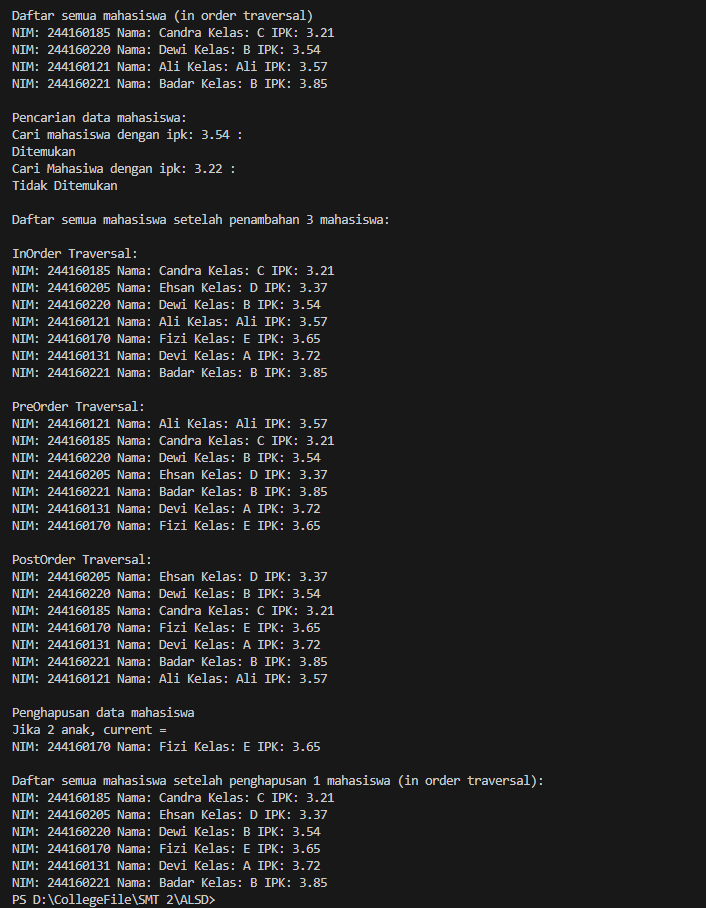 Daftar semua mahasiswa (in order traversal)
NIM: 244160185 Nama: Candra Kelas: C IPK: 3.21
NIM: 244160220 Nama: Dewi Kelas: B IPK: 3.54
NIM: 244160121 Nama: Ali Kelas: Ali IPK: 3.57
NIM: 244160221 Nama: Badar Kelas: B IPK: 3.85

Pencarian data mahasiswa:
Cari mahasiswa dengan ipk: 3.54 :
Ditemukan
Cari Mahasiwa dengan ipk: 3.22 :
Tidak Ditemukan

Daftar semua mahasiswa setelah penambahan 3 mahasiswa:

InOrder Traversal:
NIM: 244160185 Nama: Candra Kelas: C IPK: 3.21
NIM: 244160205 Nama: Ehsan Kelas: D IPK: 3.37
NIM: 244160220 Nama: Dewi Kelas: B IPK: 3.54
NIM: 244160121 Nama: Ali Kelas: Ali IPK: 3.57
NIM: 244160170 Nama: Fizi Kelas: E IPK: 3.65
NIM: 244160131 Nama: Devi Kelas: A IPK: 3.72
NIM: 244160221 Nama: Badar Kelas: B IPK: 3.85

PreOrder Traversal:
NIM: 244160121 Nama: Ali Kelas: Ali IPK: 3.57
NIM: 244160185 Nama: Candra Kelas: C IPK: 3.21
NIM: 244160220 Nama: Dewi Kelas: B IPK: 3.54
NIM: 244160205 Nama: Ehsan Kelas: D IPK: 3.37
NIM: 244160221 Nama: Badar Kelas: B IPK: 3.85
NIM: 244160131 Nama: Devi Kelas: A IPK: 3.72
NIM: 244160170 Nama: Fizi Kelas: E IPK: 3.65

PostOrder Traversal:
NIM: 244160205 Nama: Ehsan Kelas: D IPK: 3.37
NIM: 244160220 Nama: Dewi Kelas: B IPK: 3.54
NIM: 244160185 Nama: Candra Kelas: C IPK: 3.21
NIM: 244160170 Nama: Fizi Kelas: E IPK: 3.65
NIM: 244160131 Nama: Devi Kelas: A IPK: 3.72
NIM: 244160221 Nama: Badar Kelas: B IPK: 3.85
NIM: 244160121 Nama: Ali Kelas: Ali IPK: 3.57

Penghapusan data mahasiswa
Jika 2 anak, current =
NIM: 244160170 Nama: Fizi Kelas: E IPK: 3.65

Daftar semua mahasiswa setelah penghapusan 1 mahasiswa (in order traversal):
NIM: 244160185 Nama: Candra Kelas: C IPK: 3.21
NIM: 244160205 Nama: Ehsan Kelas: D IPK: 3.37
NIM: 244160220 Nama: Dewi Kelas: B IPK: 3.54
NIM: 244160170 Nama: Fizi Kelas: E IPK: 3.65
NIM: 244160131 Nama: Devi Kelas: A IPK: 3.72
NIM: 244160221 Nama: Badar Kelas: B IPK: 3.85
PS D:\CollegeFile\SMT 2\ALSD>